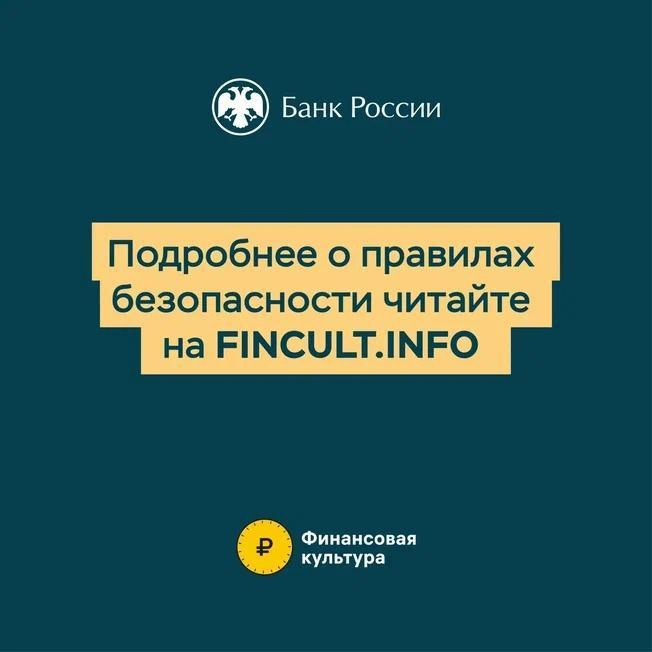 Банк России
Подробнее о правилах
безопасности читайте
на FINCULT.INFO
₽
Финансовая
культура